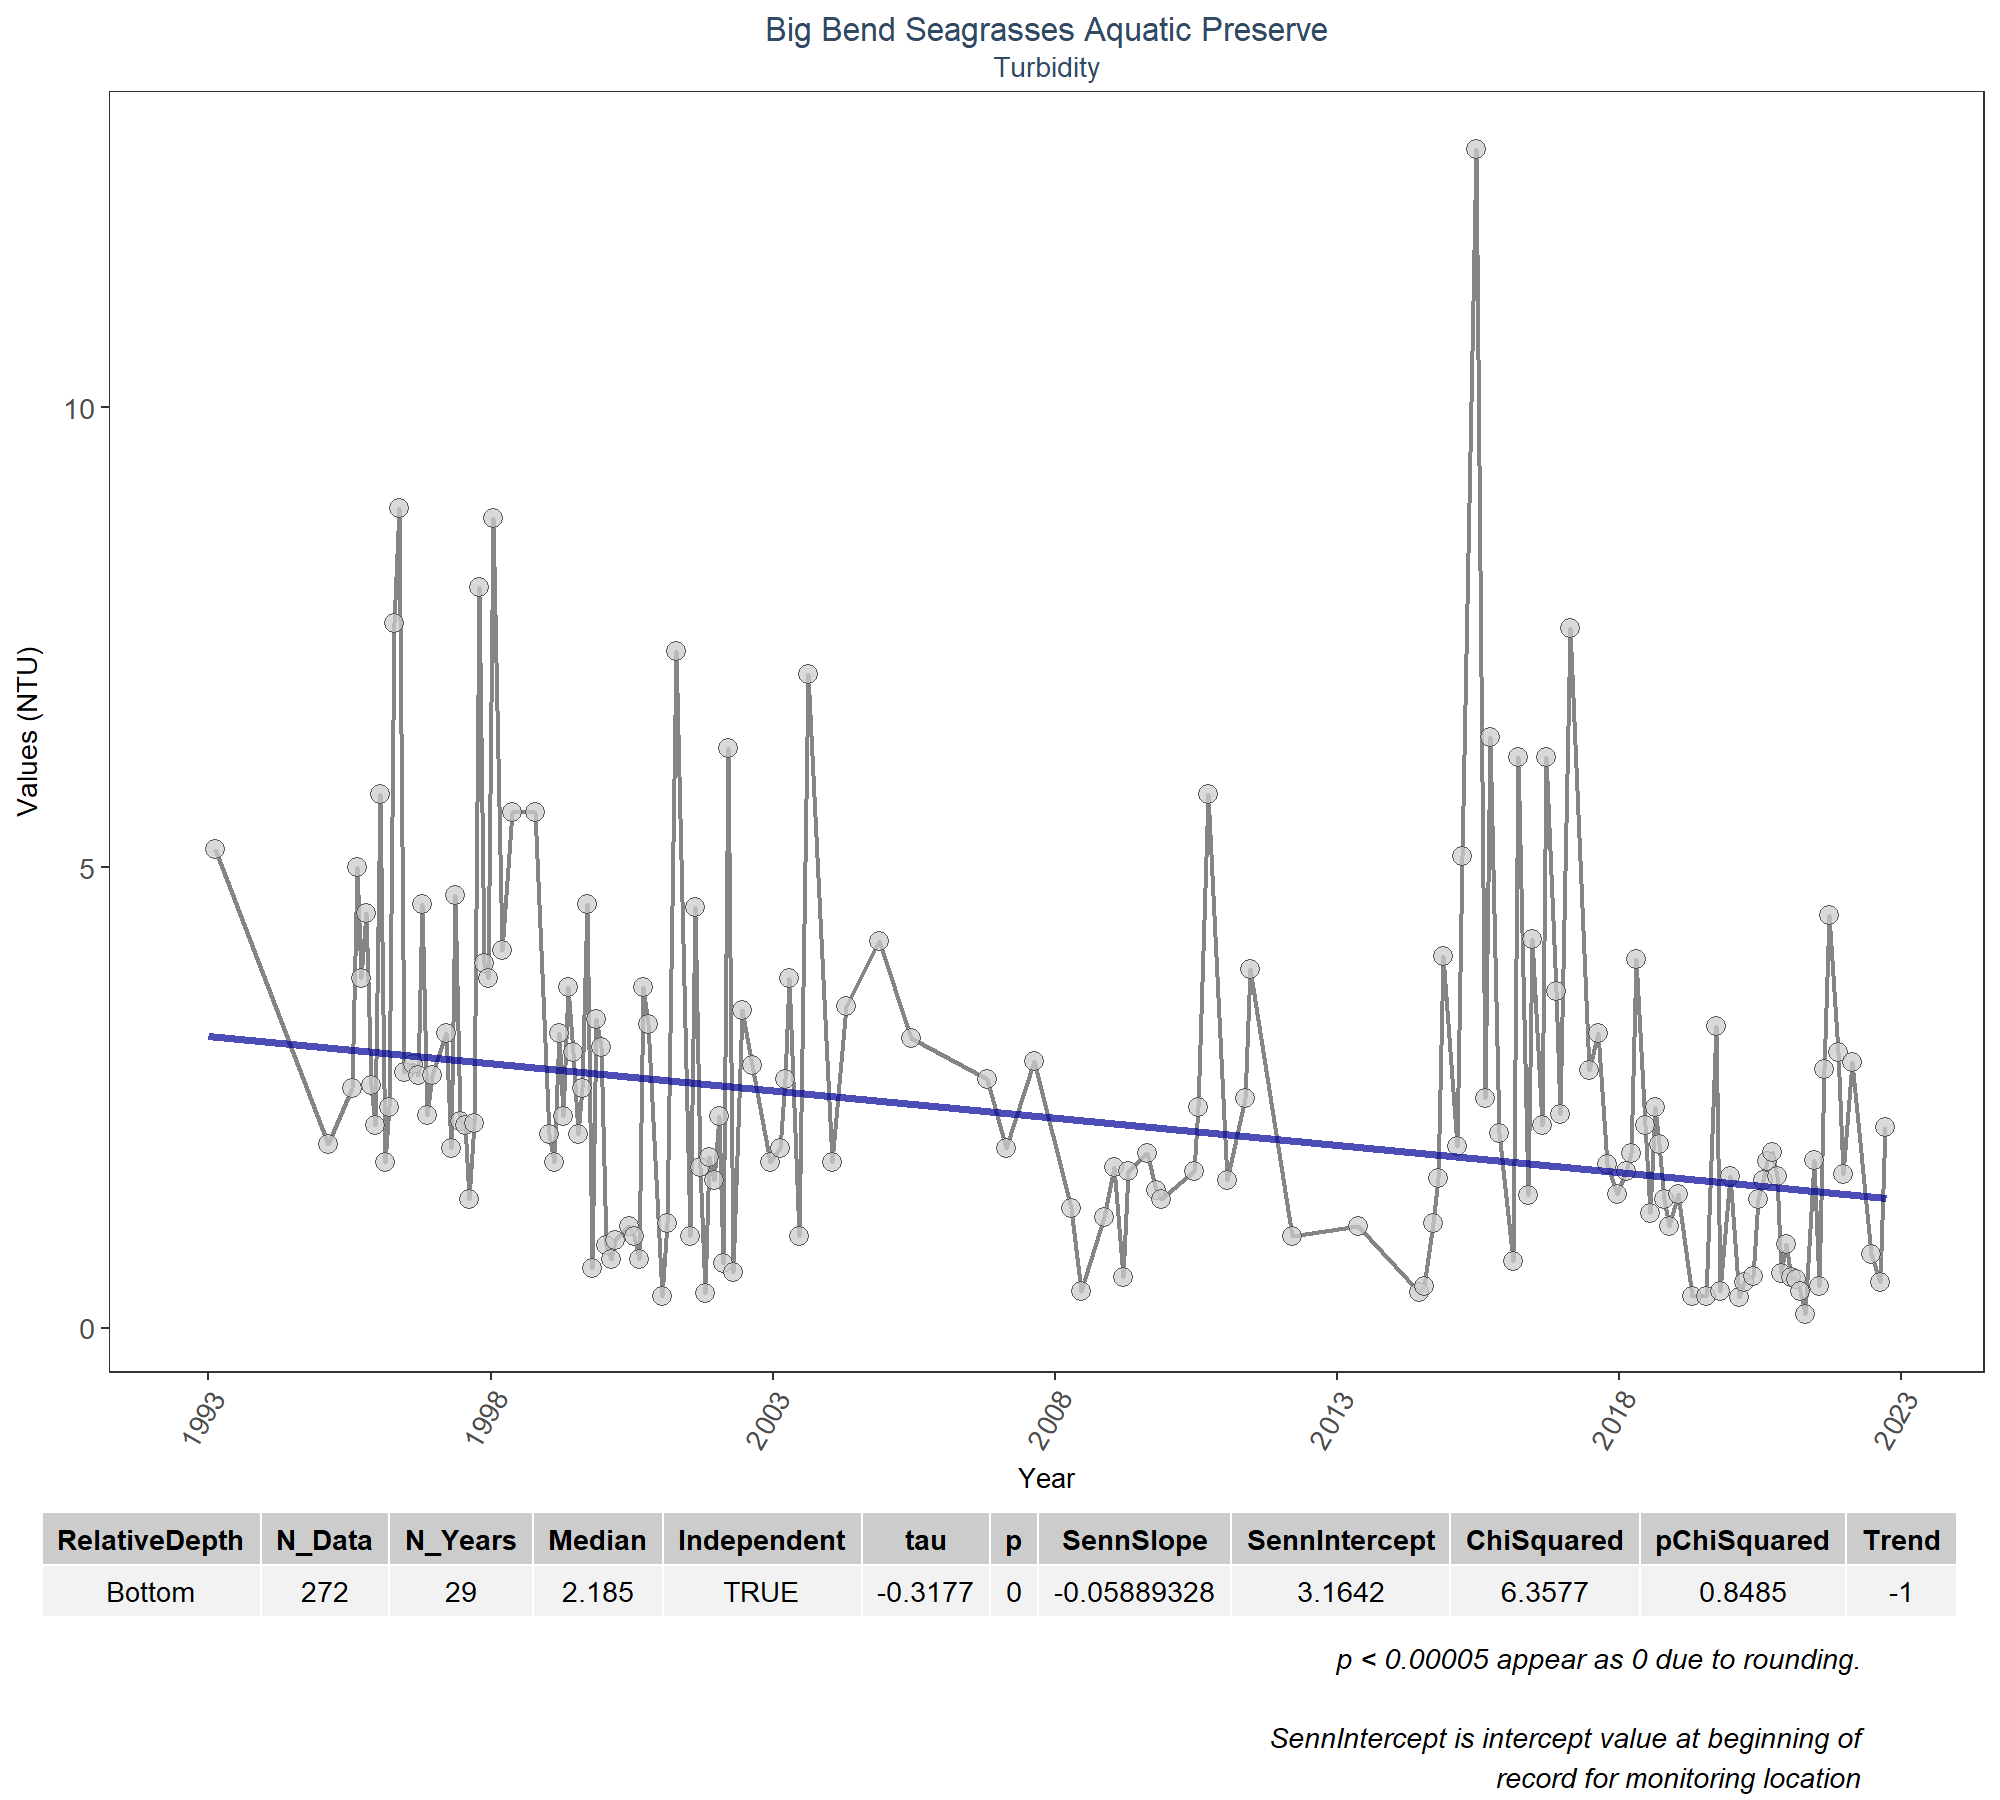 Big Bend Seagrasses Aquatic Preserve
Turbidity
Values (NTU)
10
5
0
1993 1998 2003 2008 2013 2018 2023
Year
RelativeDepth N_Data N_Years Median Independent tau p SennSlope SennIntercept ChiSquared pChiSquared Trend
Bottom 272 29 2.185 TRUE -0.3177 0 -0.05889328 3.1642 6.3577 0.8485 -1
p < 0.00005 appear as 0 due to rounding.
SennIntercept is intercept value at beginning of
record for monitoring location